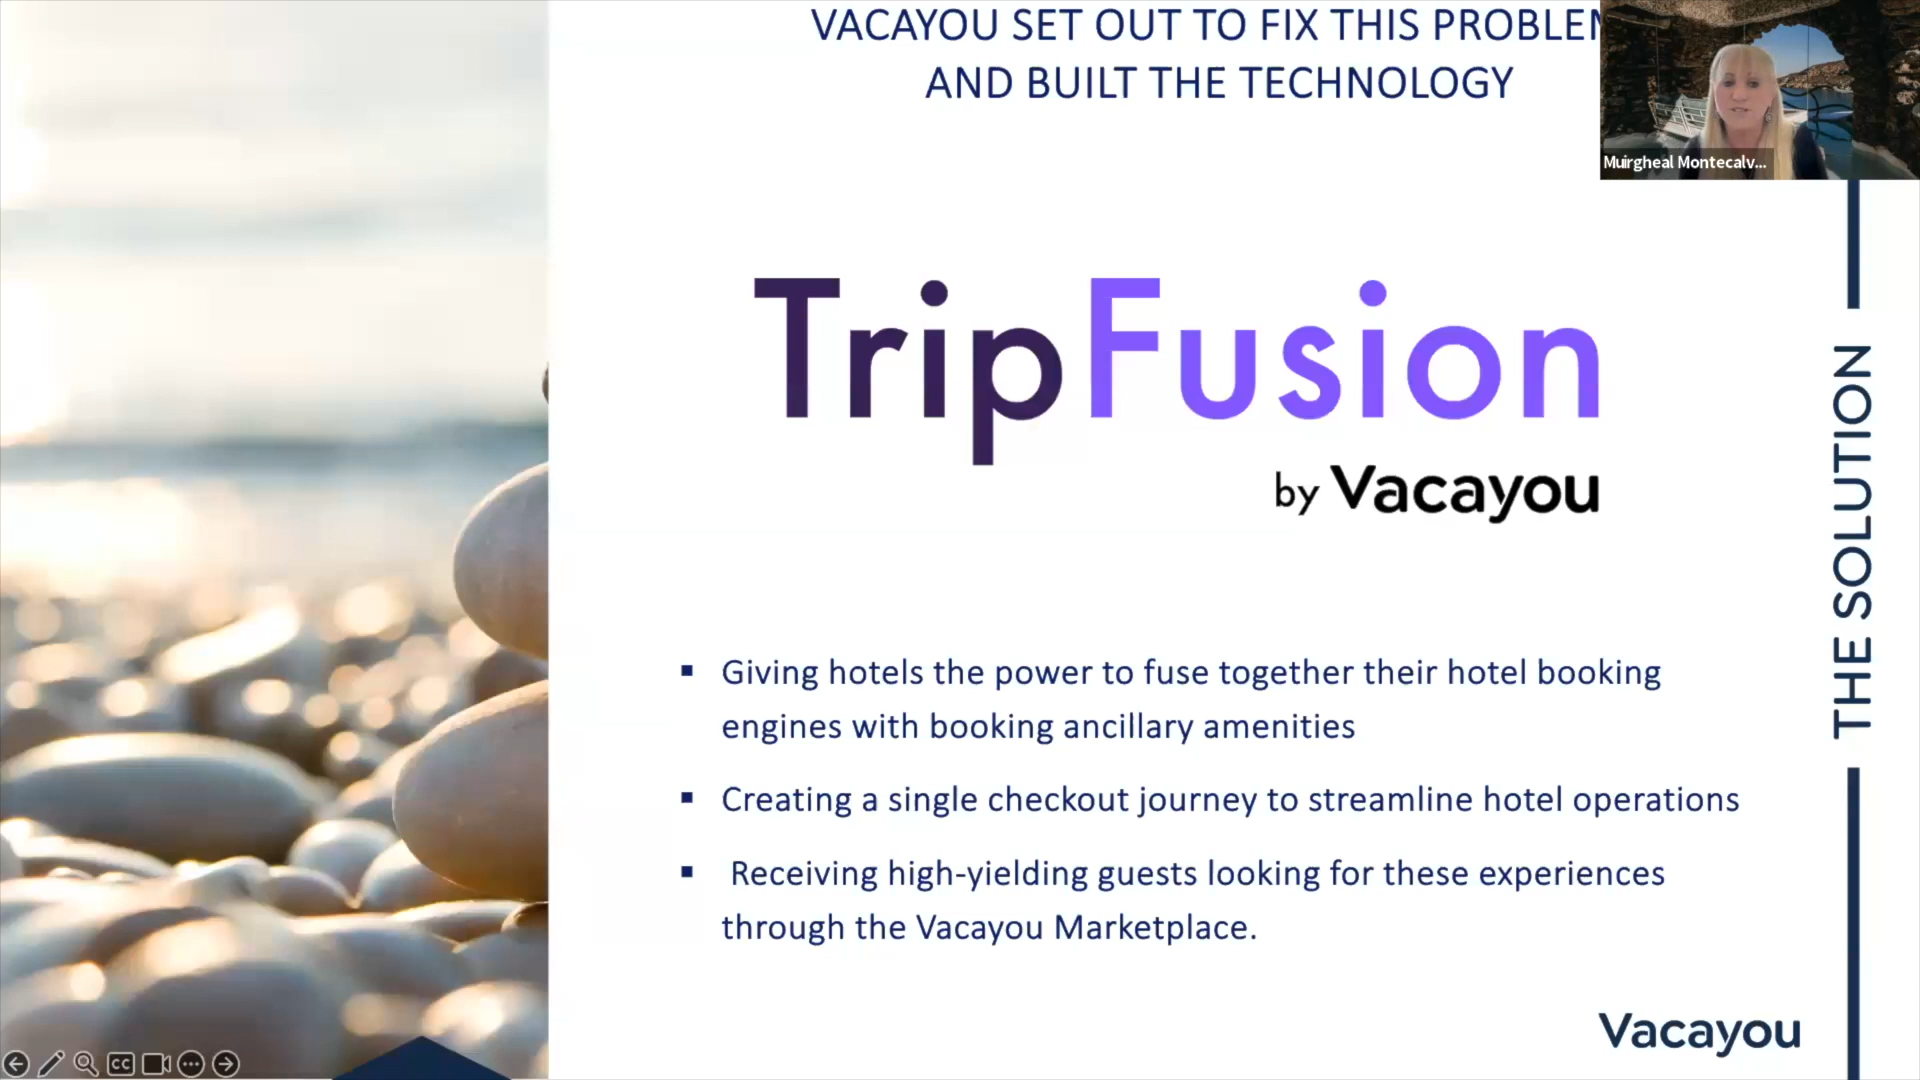 VACAYOU SET OUT TO FIX THIS PROBLEM
AND BUILT THE TECHNOLOGY
Muirgheal Montecalv...
TripFusion
by Vacayou
THE SOLUTION
▪ Giving hotels the power to fuse together their hotel booking
engines with booking ancillary amenities
▪ Creating a single checkout journey to streamline hotel operations
▪ Receiving high-yielding guests looking for these experiences
through the Vacayou Marketplace.
Vacayou
CC